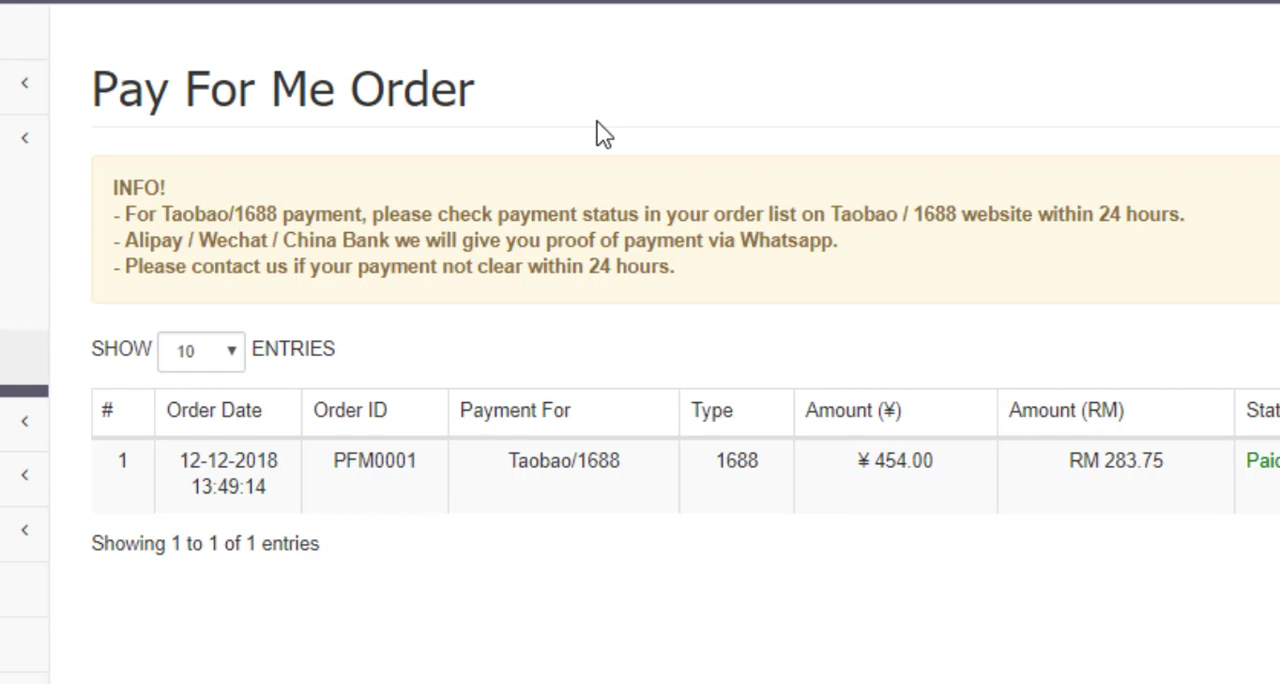 Pay For Me Order
INFO!
- For Taobao/1688 payment, please check payment status in your order list on Taobao / 1688 website within 24 hours.
- Alipay / Wechat / China Bank we will give you proof of payment via Whatsapp.
- Please contact us if your payment not clear within 24 hours.
SHOW 10 ENTRIES
# Order Date Order ID Payment For Type Amount (¥) Amount (RM)
1 12-12-2018 PFM0001 Taobao/1688 1688 ¥ 454.00 RM 283.75
13:49:14
Showing 1 to 1 of 1 entries